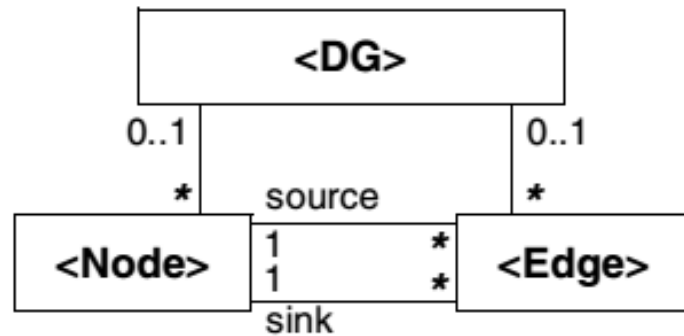 <DG>
0..1 0..1
* *
source
<Node> 1 * <Edge>
1 *
sink